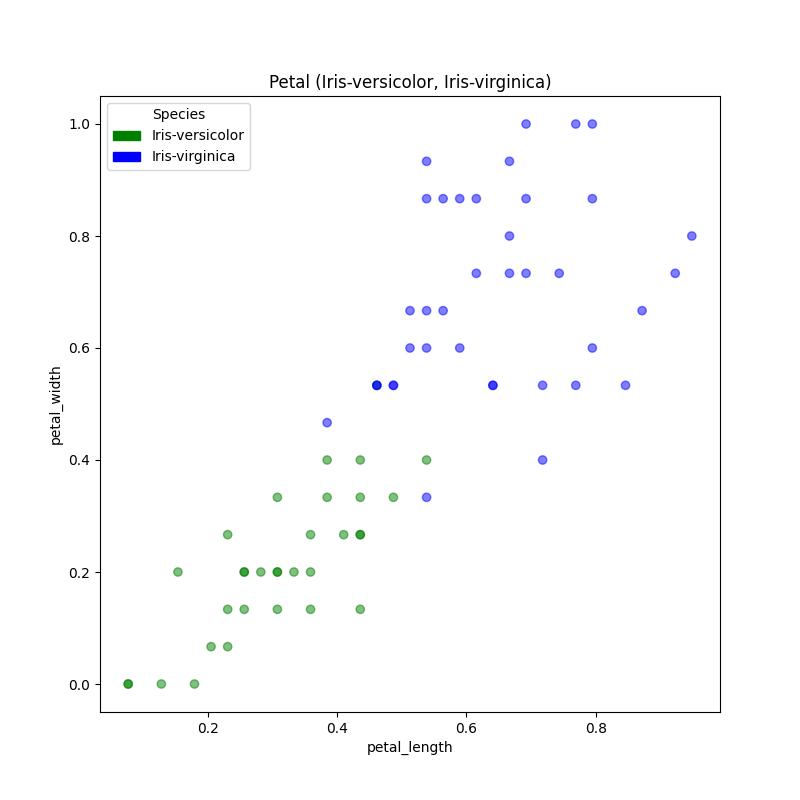 Petal (Iris-versicolor, Iris-virginica)
Species
Iris-versicolor
Iris-virginica
1.0
0.8
0.6
0.4
0.2
0.0
petal_width
0.2 0.4 0.6 0.8
petal_length